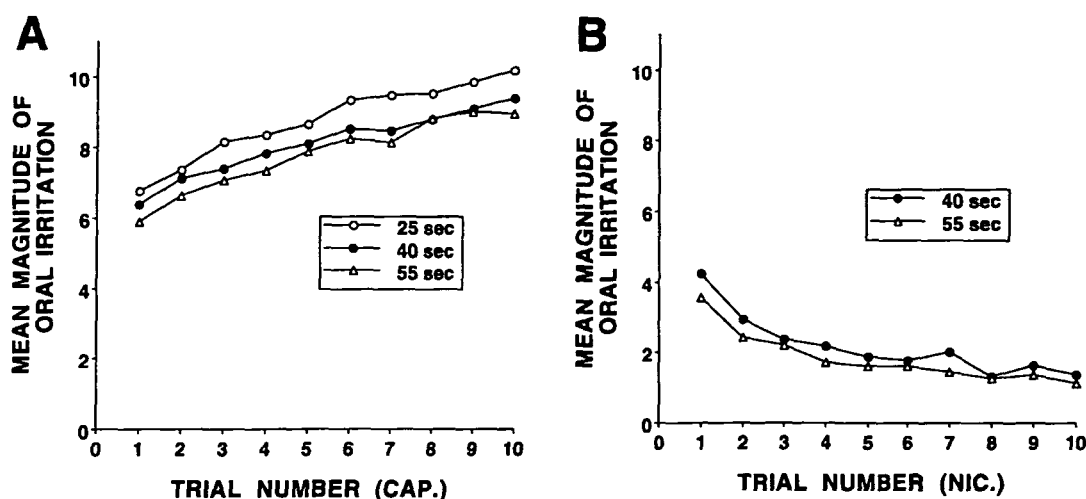 A
MEAN MAGNITUDE OF
ORAL IRRITATION
10
8
6
4
2
0
25 sec
40 sec
55 sec
0 1 2 3 4 5 6 7 8 9 10
TRIAL NUMBER (CAP.)
B
MEAN MAGNITUDE OF
ORAL IRRITATION
10
8
6
4
2
0
40 sec
55 sec
0 1 2 3 4 5 6 7 8 9 10
TRIAL NUMBER (NIC.)